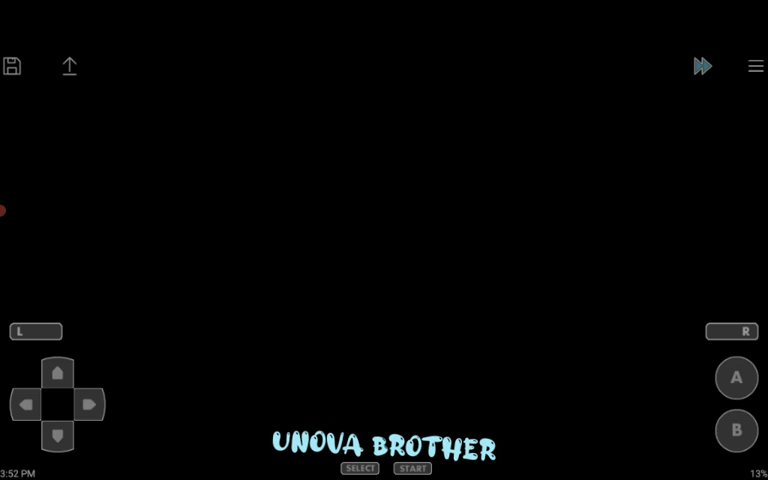 L
R
A
B
UNOVA BROTHER
SELECT START
3:52 PM
13%